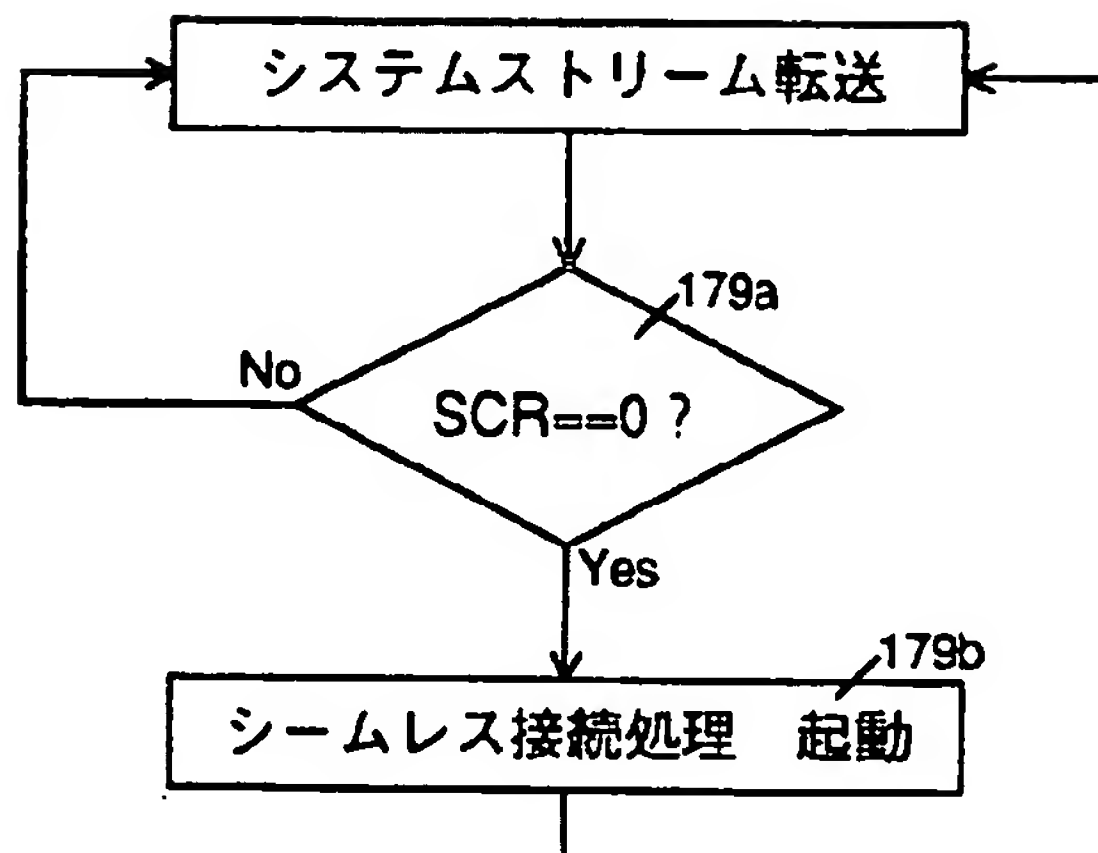 システムストリーム転送
179a
No
SCR==0 ?
Yes
179b
シームレス接続処理　起動